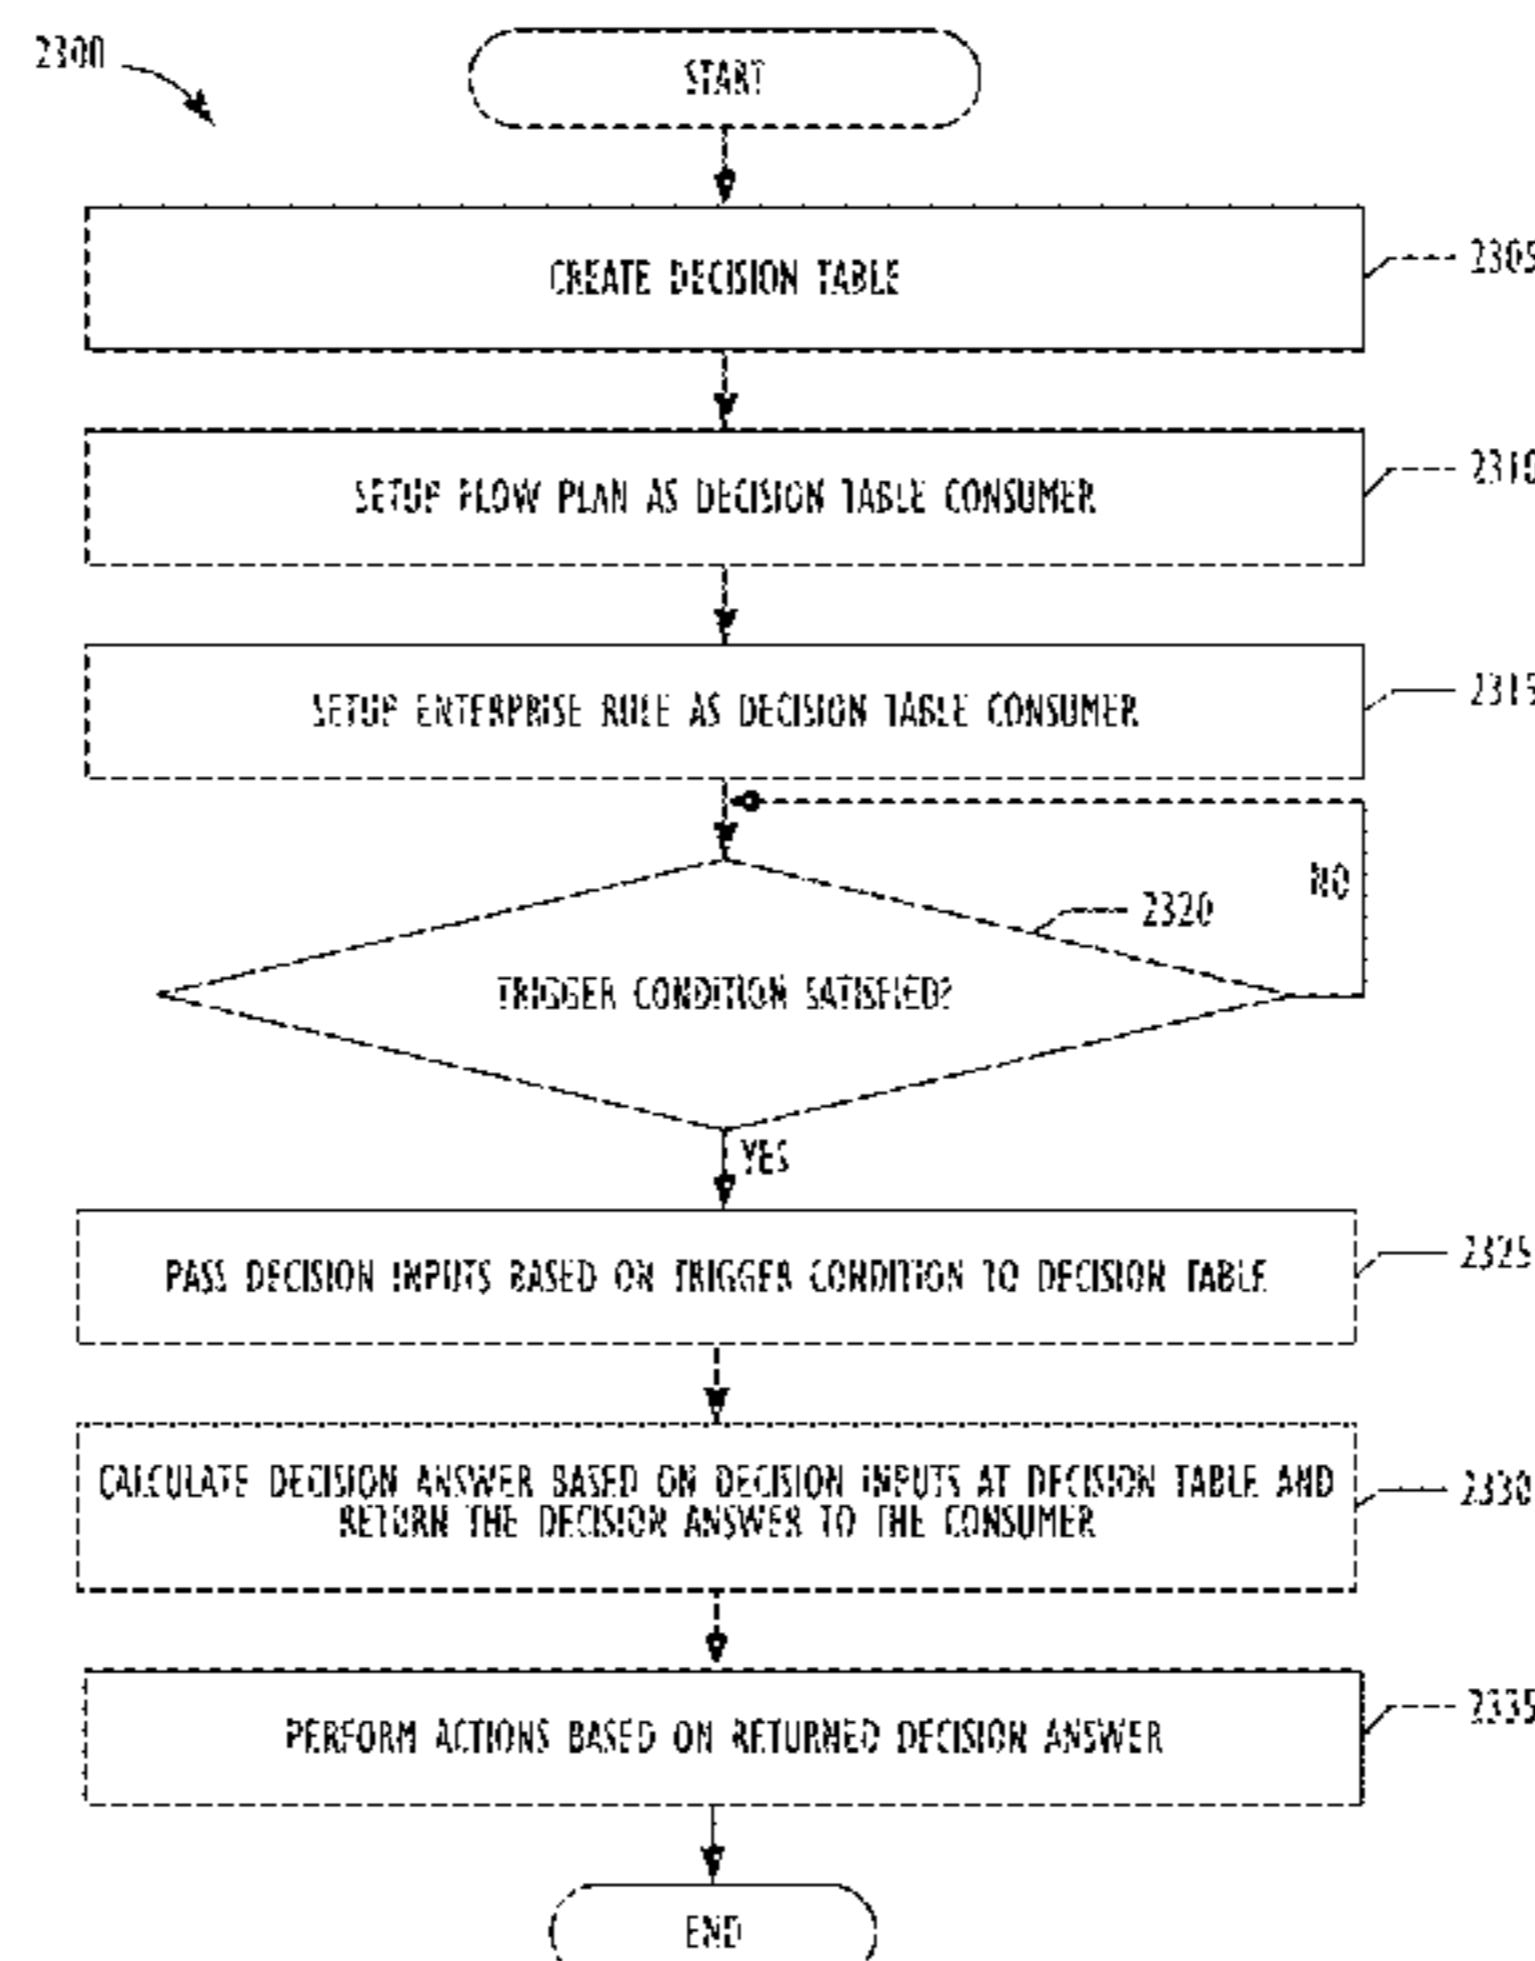 2300
START
CREATE DECISION TABLE
2305
SETUP FLOW PLAN AS DECISION TABLE CONSUMER
2310
SETUP ENTERPRISE RULE AS DECISION TABLE CONSUMER
2315
NO
2320
TRIGGER CONDITION SATISFIED?
YES
PASS DECISION INPUTS BASED ON TRIGGER CONDITION TO DECISION TABLE
2325
CALCULATE DECISION ANSWER BASED ON DECISION INPUTS AT DECISION TABLE AND
RETURN THE DECISION ANSWER TO THE CONSUMER
2330
PERFORM ACTIONS BASED ON RETURNED DECISION ANSWER
2335
END